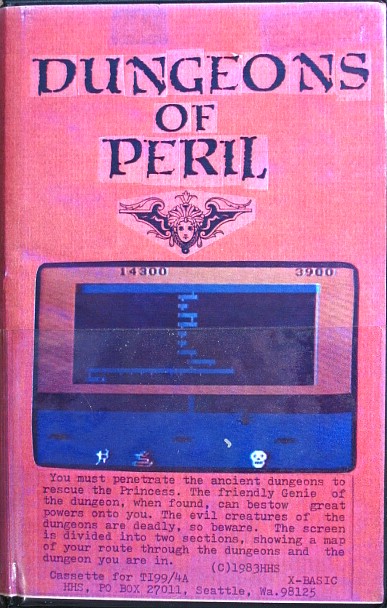 DUNGEONS
OF
PERIL
14300 3900
You must penetrate the ancient dungeons to
rescue the Princess. The friendly Genie of
the dungeon, when found, can bestow great
powers onto you. The evil creatures of the
dungeons are deadly, so beware. The screen
is divided into two sections, showing a map
of your route through the dungeons and the
dungeon you are in.
(C)1983HHS
Cassette for TI99/4A X-BASIC
HHS, PO BOX 27011, Seattle, Wa.98125